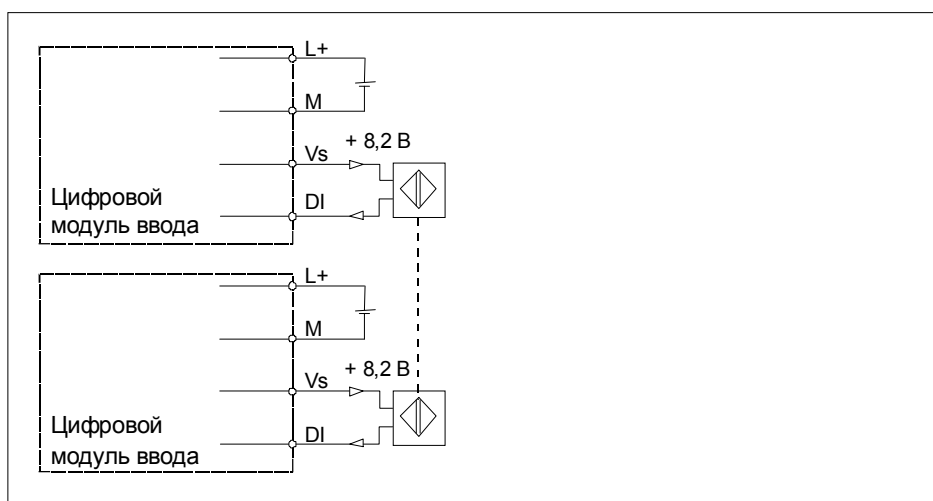 L+
M
+ 8,2 В
Vs
DI
Цифровой
модуль ввода
L+
M
+ 8,2 В
Vs
DI
Цифровой
модуль ввода